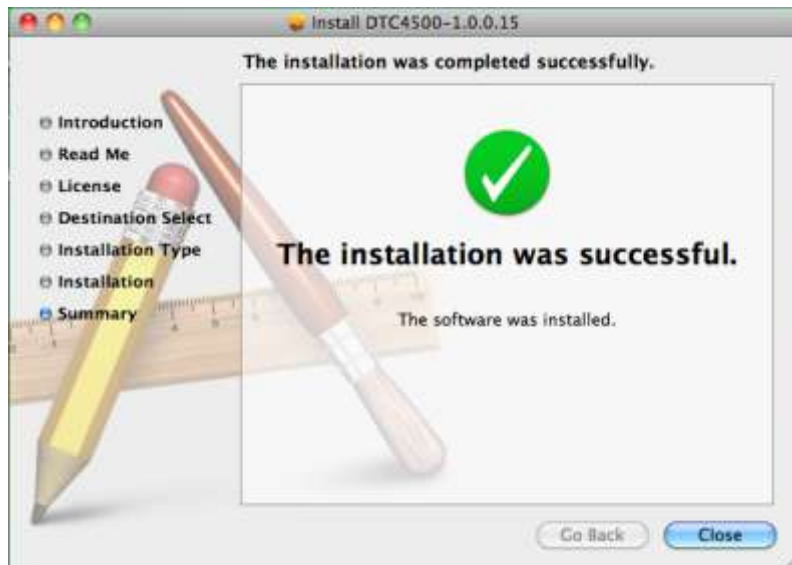 Install DTC4500-1.0.0.15
The installation was completed successfully.
Introduction
Read Me
License
Destination Select
Installation Type
Installation
Summary
The installation was successful.
The software was installed.
Go Back
Close